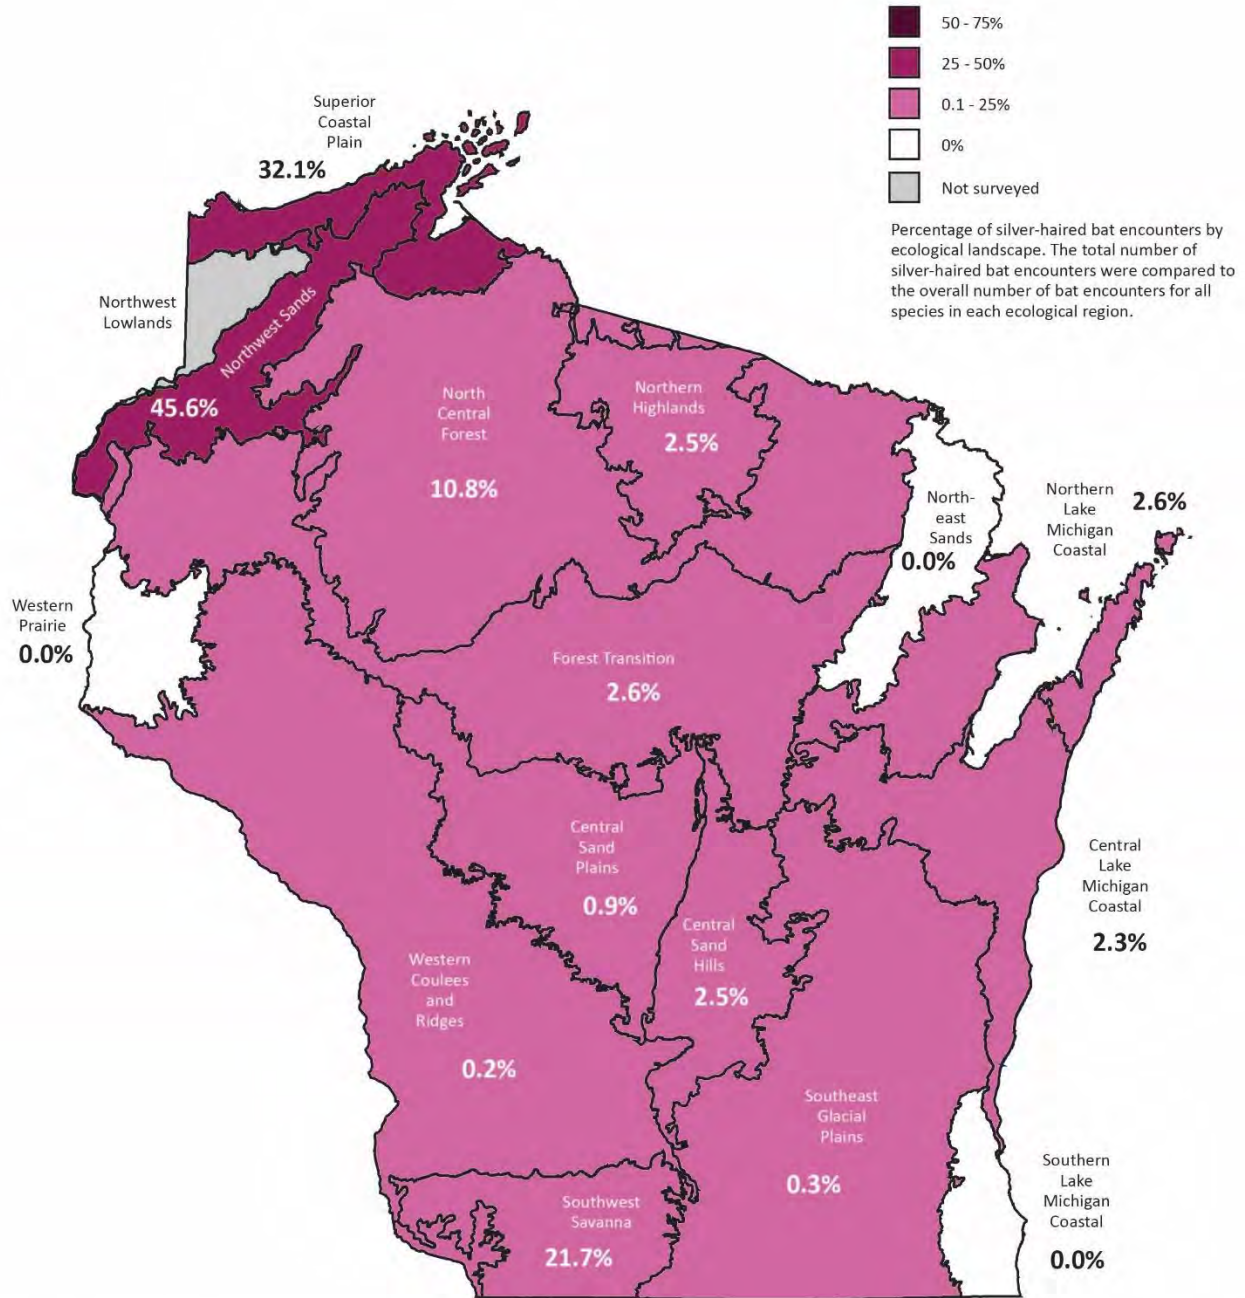 50 - 75%
25 - 50%
0.1 - 25%
0%
Not surveyed
Percentage of silver-haired bat encounters by
ecological landscape. The total number of
silver-haired bat encounters were compared to
the overall number of bat encounters for all
species in each ecological region.
Superior
Coastal
Plain
32.1%
Northwest
Lowlands
Northwest Sands
45.6%
North
Central
Forest
10.8%
Northern
Highlands
2.5%
North-
east
Sands
0.0%
Northern
Lake
Michigan
Coastal
2.6%
Western
Prairie
0.0%
Forest Transition
2.6%
Central
Sand
Plains
0.9%
Central
Sand
Hills
2.5%
Central
Lake
Michigan
Coastal
2.3%
Western
Coulees
and
Ridges
0.2%
Southeast
Glacial
Plains
0.3%
Southwest
Savanna
21.7%
Southern
Lake
Michigan
Coastal
0.0%